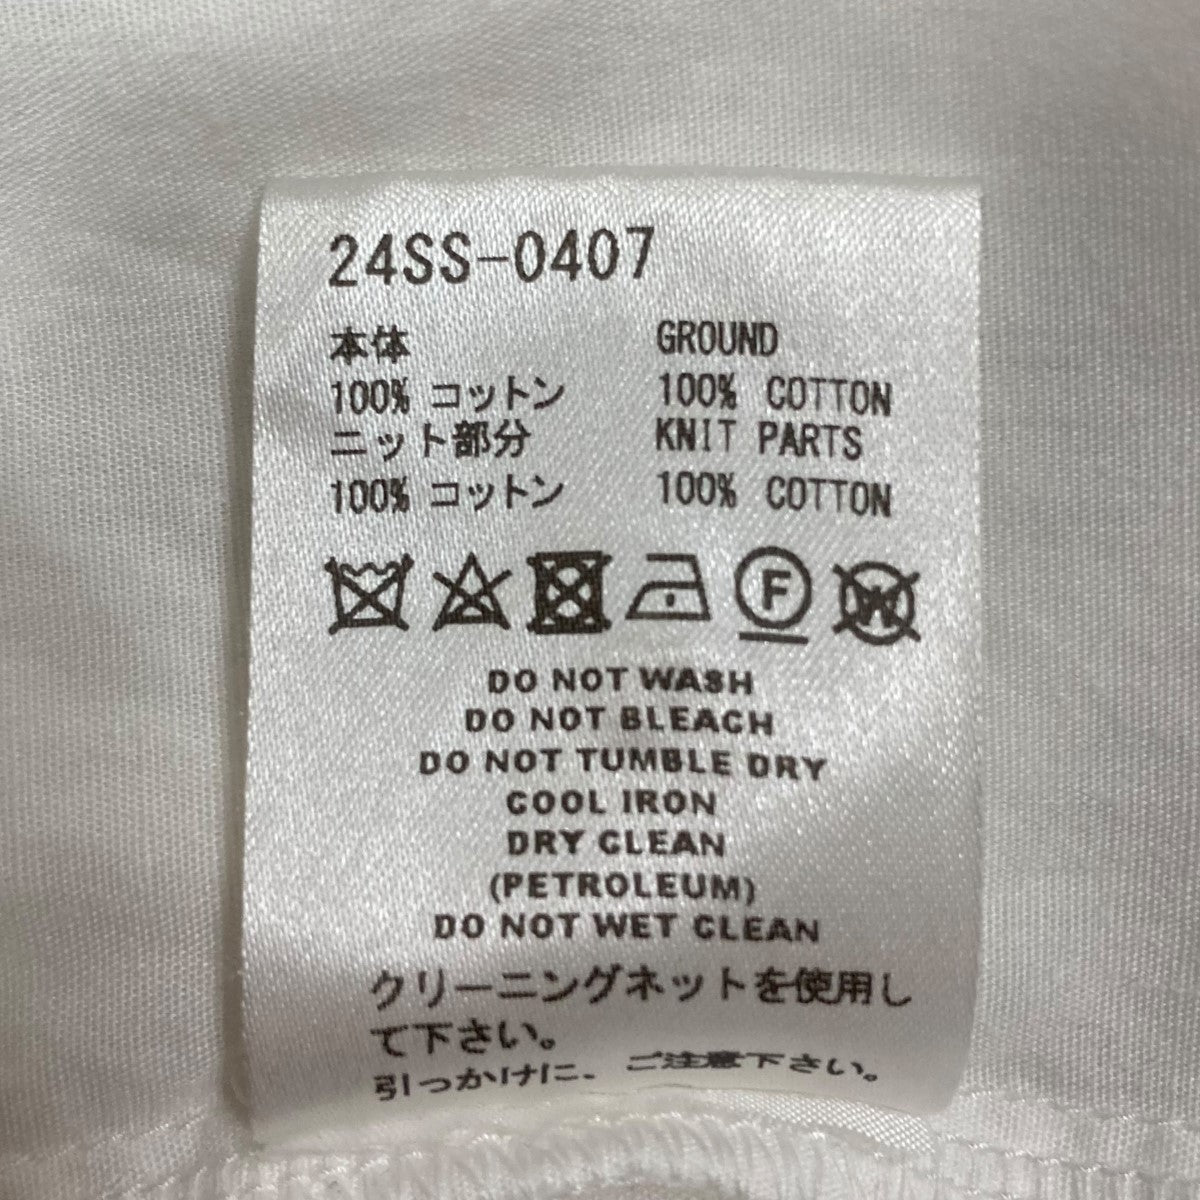 24SS-0407
本体 GROUND
100% コットン 100% COTTON
ニット部分 KNIT PARTS
100% コットン 100% COTTON
F W
DO NOT WASH
DO NOT BLEACH
DO NOT TUMBLE DRY
COOL IRON
DRY CLEAN
(PETROLEUM)
DO NOT WET CLEAN
クリーニングネットを使用し
て下さい。
引っかけに、ご注意下さい。